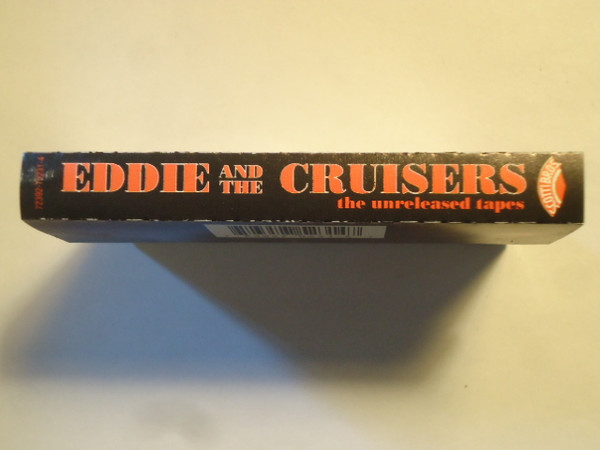 EDDIE AND THE CRUISERS
the unreleased tapes